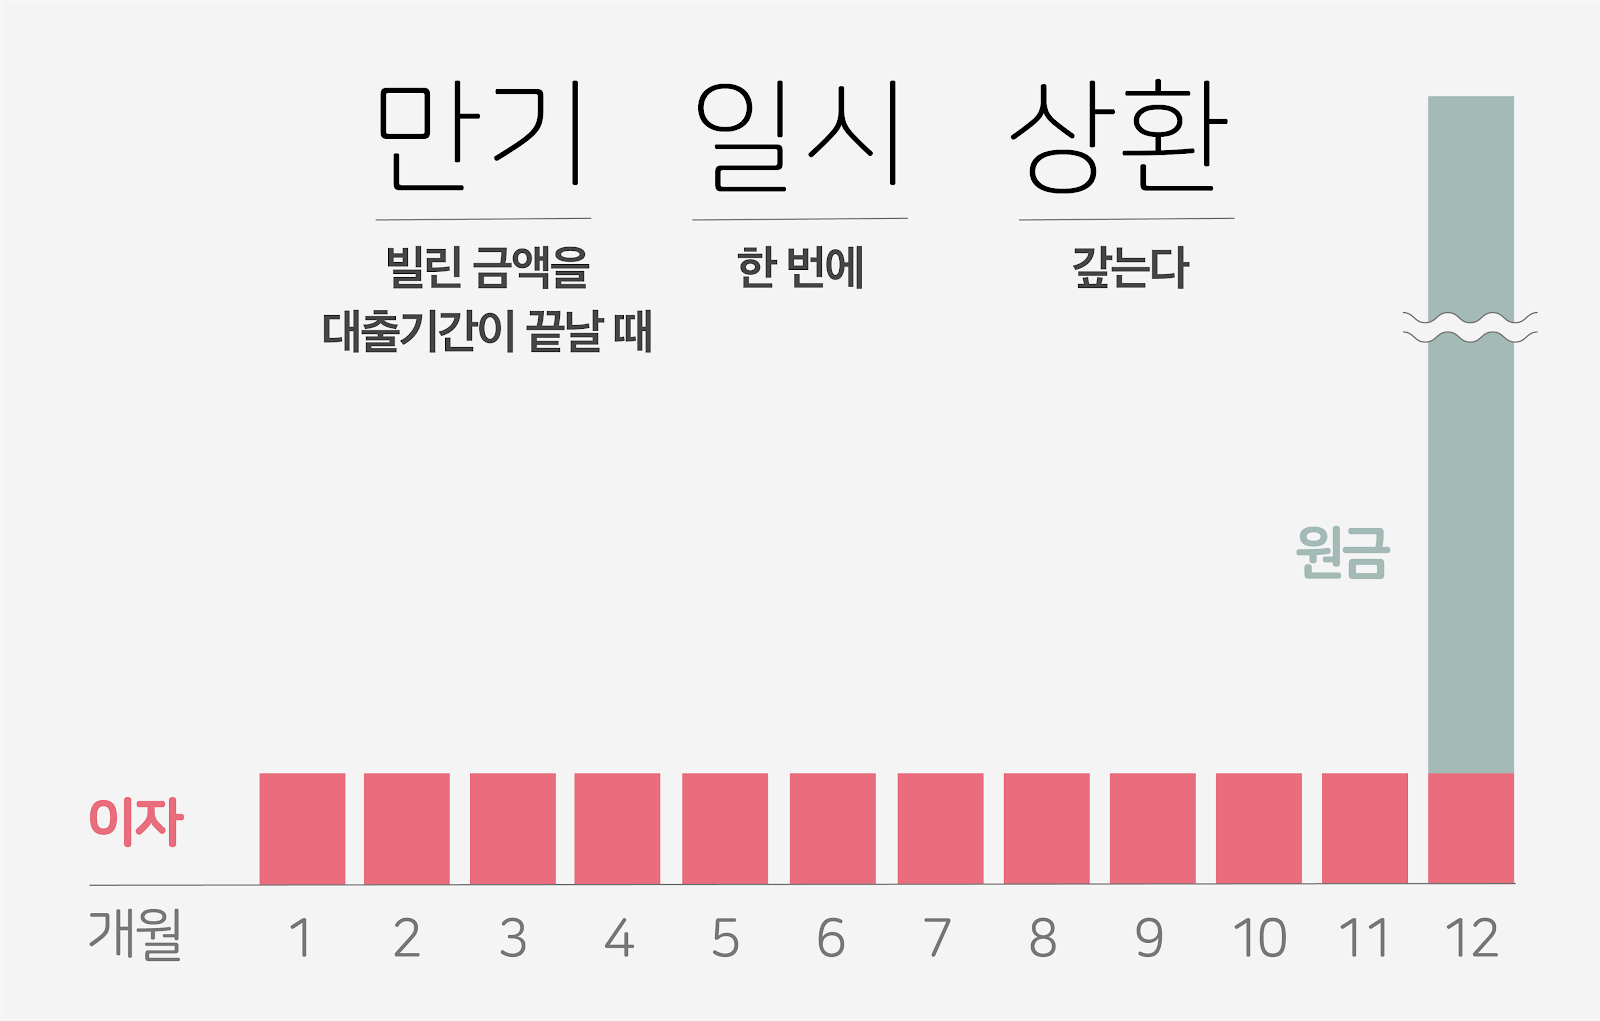 만기 일시 상환
빌린 금액을 한 번에 갚는다
대출기간이 끝날 때
원금
이자
개월 1 2 3 4 5 6 7 8 9 10 11 12